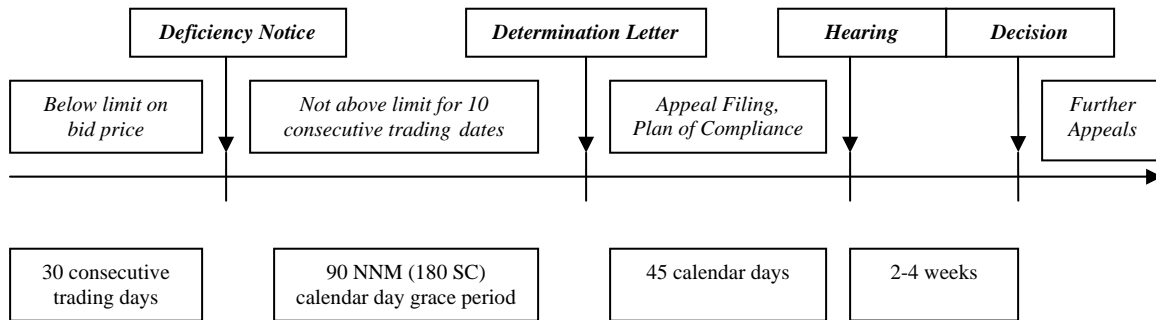 Deficiency Notice
Determination Letter
Hearing
Decision
Below limit on
bid price
Not above limit for 10
consecutive trading dates
Appeal Filing,
Plan of Compliance
Further
Appeals
30 consecutive
trading days
90 NNM (180 SC)
calendar day grace period
45 calendar days
2-4 weeks